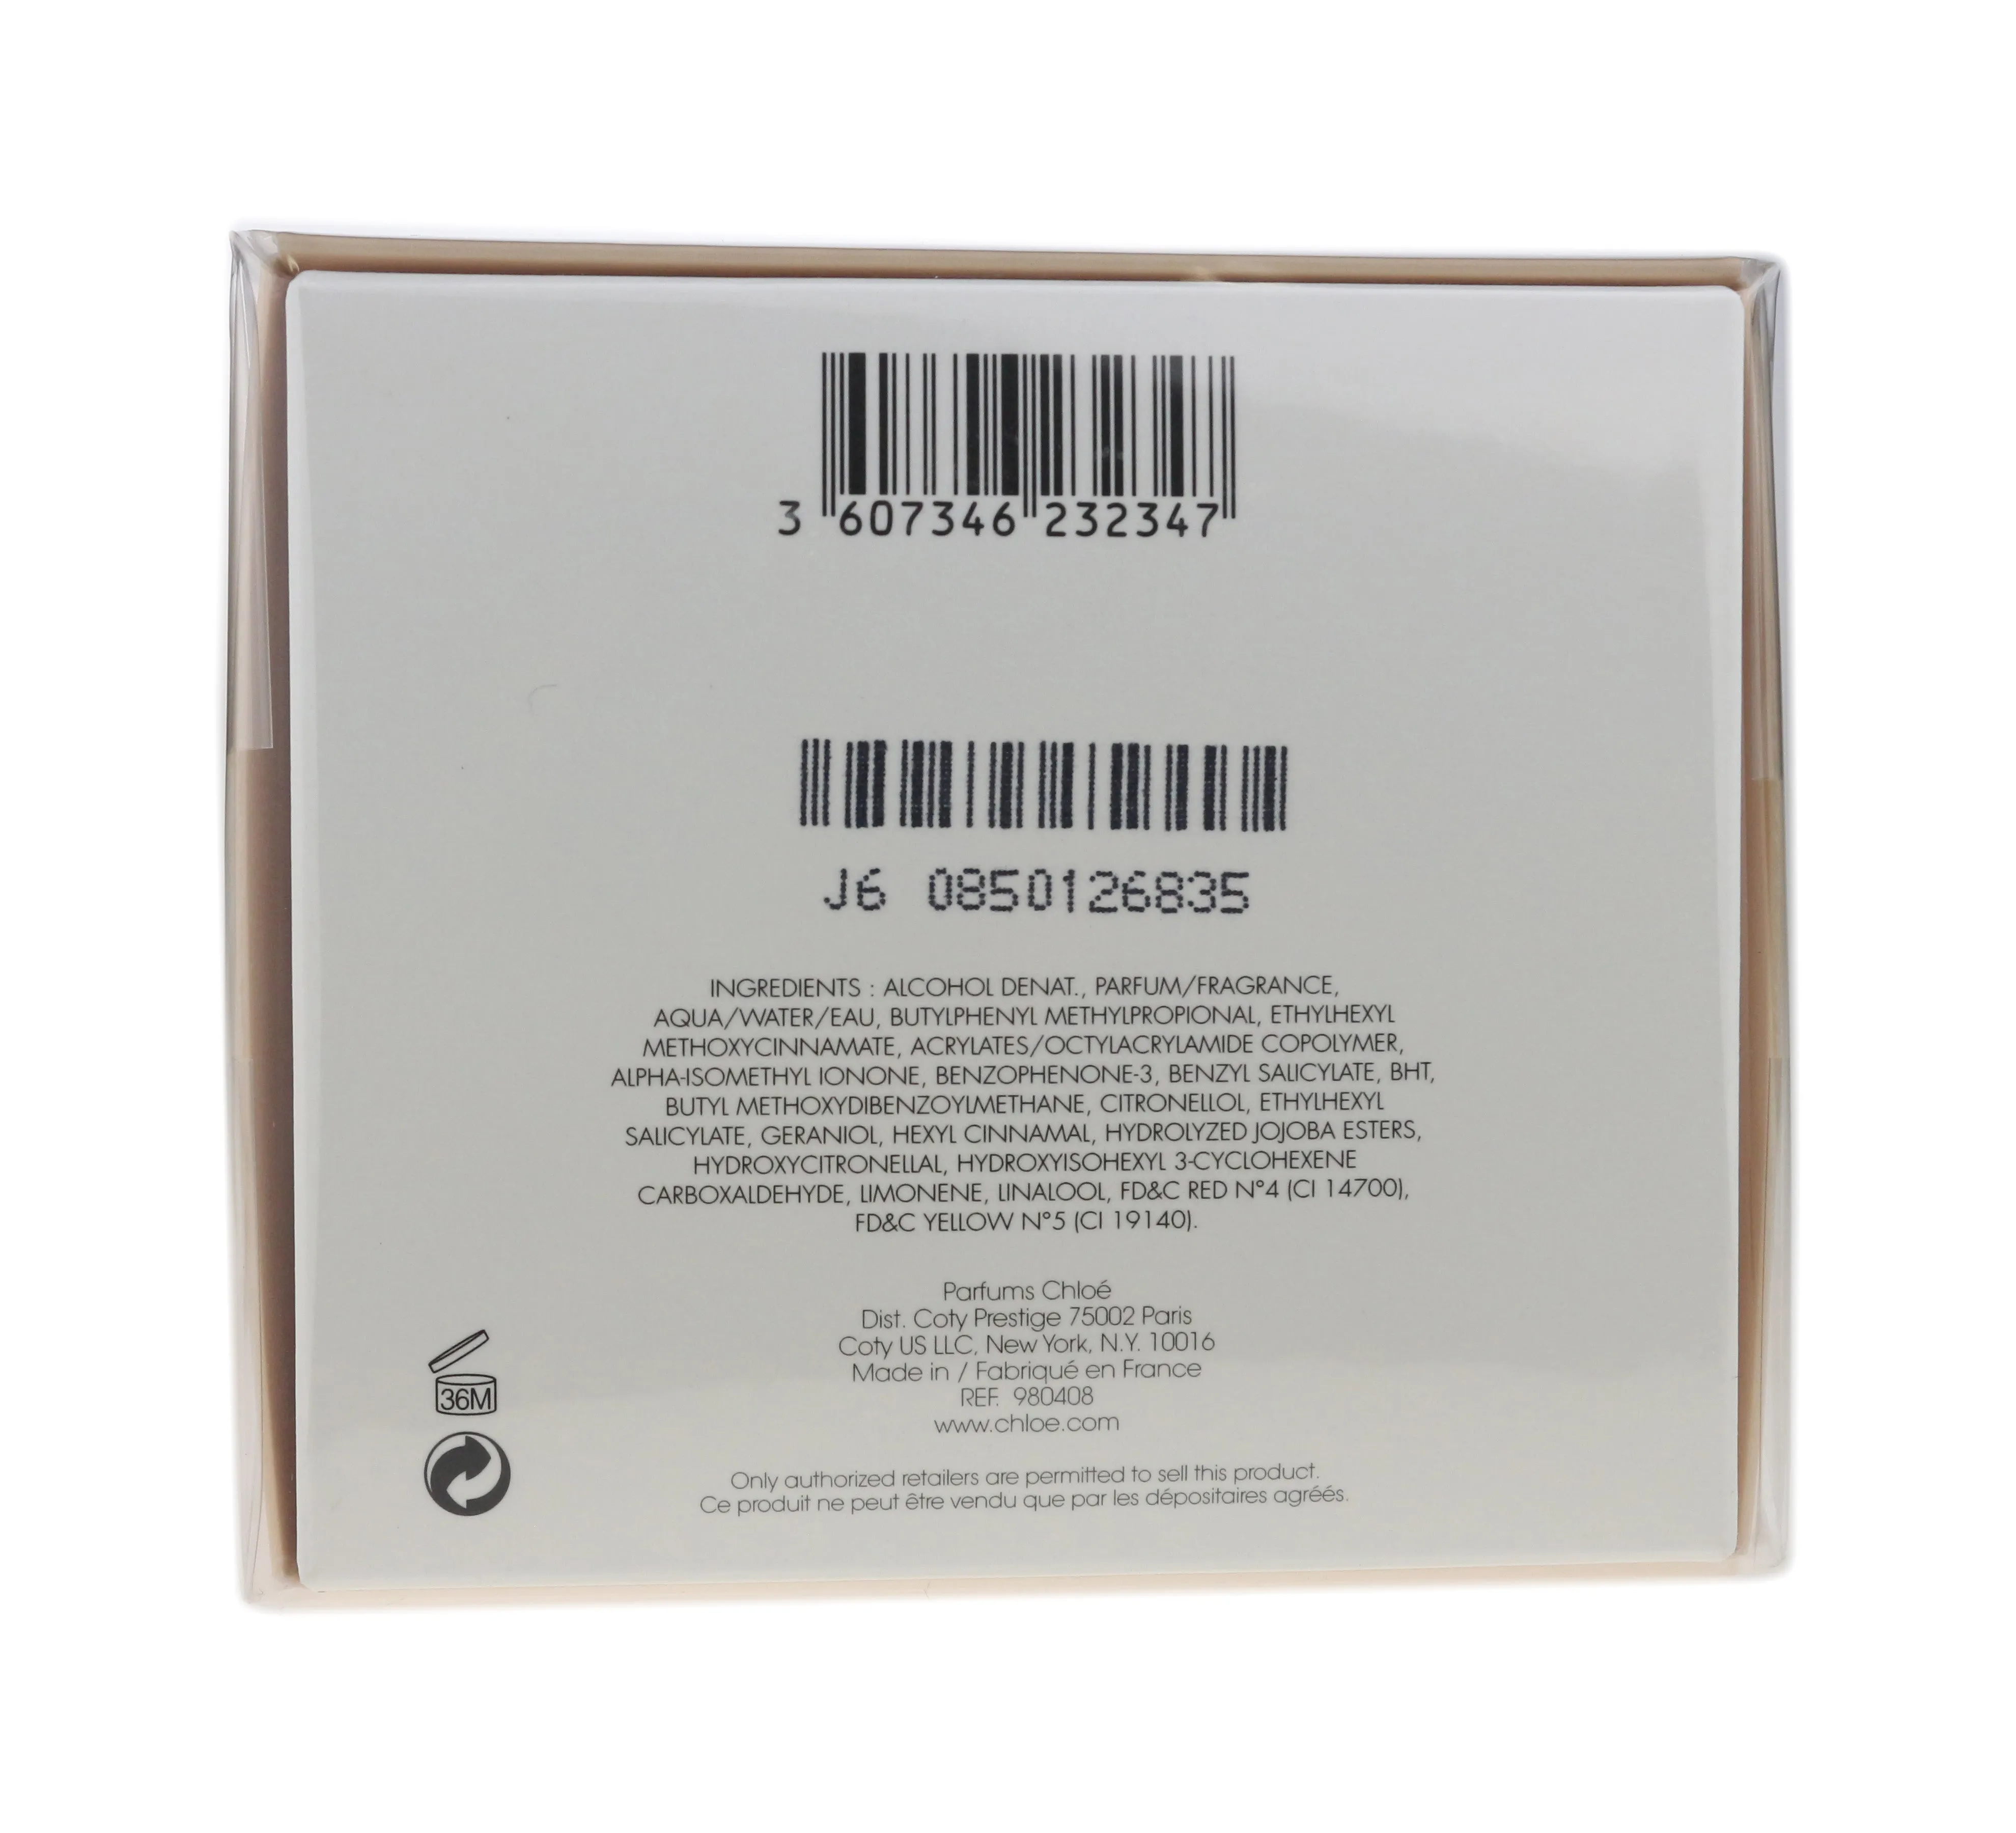 3 607346 232347
J6 0850126835
INGREDIENTS : ALCOHOL DENAT., PARFUM/FRAGRANCE,
AQUA/WATER/EAU, BUTYLPHENYL METHYLPROPIONAL, ETHYLHEXYL
METHOXYCINNAMATE, ACRYLATES/OCTYLACRYLAMIDE COPOLYMER,
ALPHA-ISOMETHYL IONONE, BENZOPHENONE-3, BENZYL SALICYLATE, BHT,
BUTYL METHOXYDIBENZOYLMETHANE, CITRONELLOL, ETHYLHEXYL
SALICYLATE, GERANIOL, HEXYL CINNAMAL, HYDROLYZED JOJOBA ESTERS,
HYDROXYCITRONELLAL, HYDROXYISOHEXYL 3-CYCLOHEXENE
CARBOXALDEHYDE, LIMONENE, LINALOOL, FD&C RED N°4 (CI 14700),
FD&C YELLOW N°5 (CI 19140).
Parfums Chloé
Dist. Coty Prestige 75002 Paris
Coty US LLC, New York, N.Y. 10016
Made in / Fabriqué en France
REF. 980408
www.chloe.com
36M
Only authorized retailers are permitted to sell this product.
Ce produit ne peut être vendu que par les dépositaires agréés.